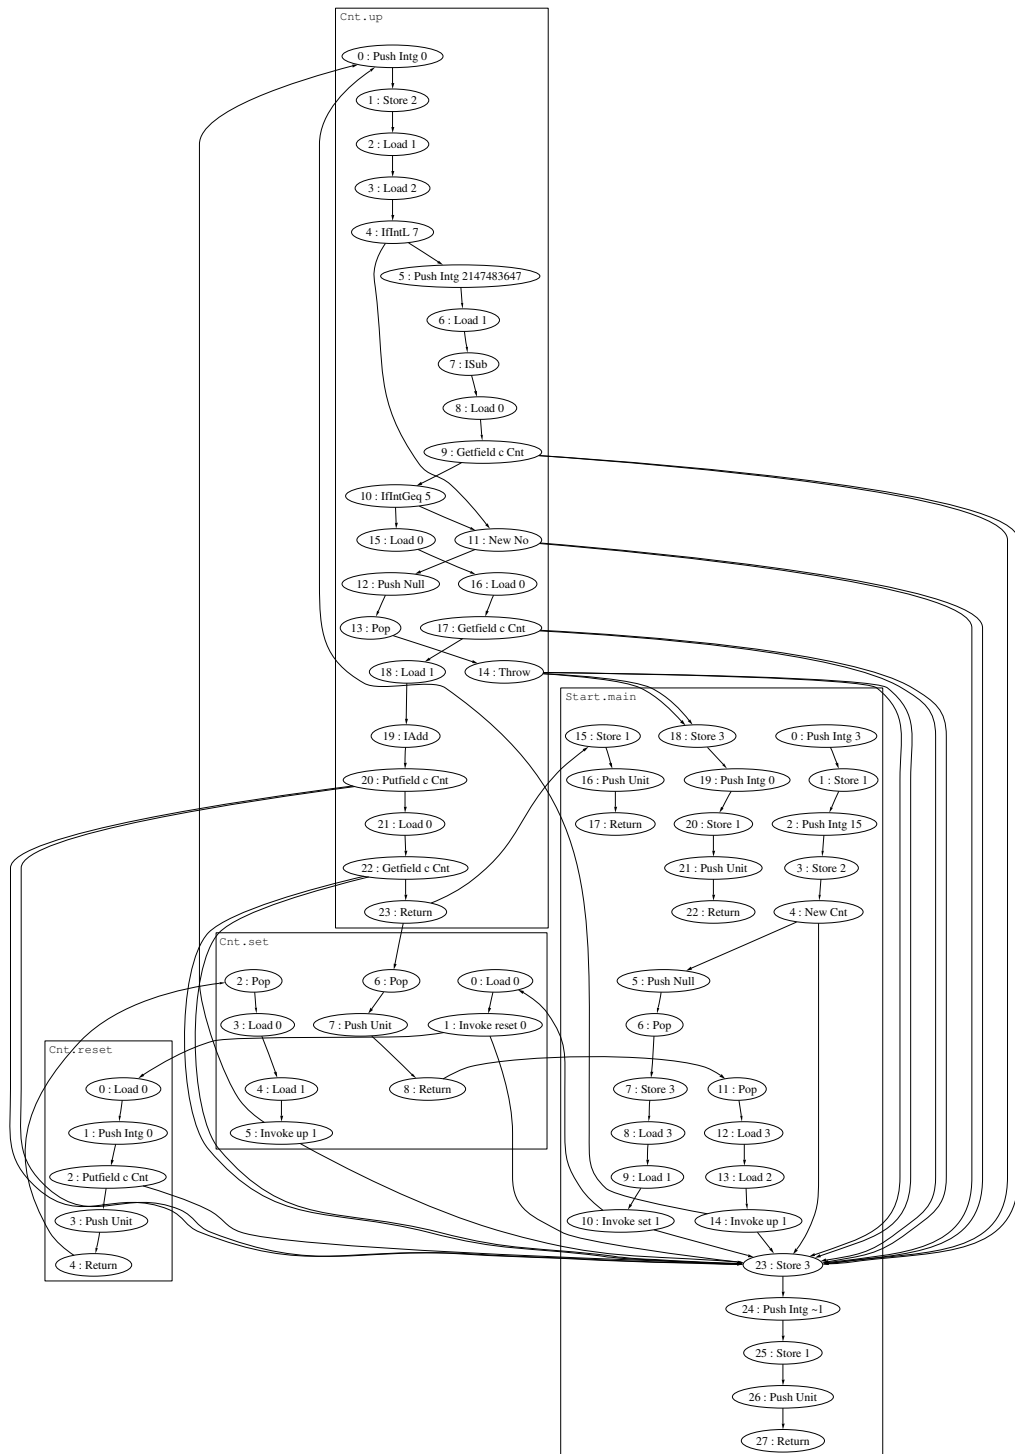 Cnt.up
0 : Push Intg 0
1 : Store 2
2 : Load 1
3 : Load 2
4 : IfIntL 7
5 : Push Intg 2147483647
6 : Load 1
7 : ISub
8 : Load 0
9 : Getfield c Cnt
10 : IfIntGeq 5
15 : Load 0
11 : New No
12 : Push Null
16 : Load 0
13 : Pop
17 : Getfield c Cnt
18 : Load 1
14 : Throw
19 : IAdd
20 : Putfield c Cnt
21 : Load 0
22 : Getfield c Cnt
23 : Return
Start.main
15 : Store 1
18 : Store 3
0 : Push Intg 3
16 : Push Unit
19 : Push Intg 0
1 : Store 1
17 : Return
20 : Store 1
2 : Push Intg 15
21 : Push Unit
3 : Store 2
22 : Return
4 : New Cnt
5 : Push Null
6 : Pop
7 : Store 3
11 : Pop
8 : Load 3
12 : Load 3
9 : Load 1
13 : Load 2
10 : Invoke set 1
14 : Invoke up 1
23 : Store 3
24 : Push Intg ~1
25 : Store 1
26 : Push Unit
27 : Return
Cnt.set
2 : Pop
6 : Pop
0 : Load 0
3 : Load 0
7 : Push Unit
1 : Invoke reset 0
4 : Load 1
8 : Return
5 : Invoke up 1
Cnt.reset
0 : Load 0
1 : Push Intg 0
2 : Putfield c Cnt
3 : Push Unit
4 : Return